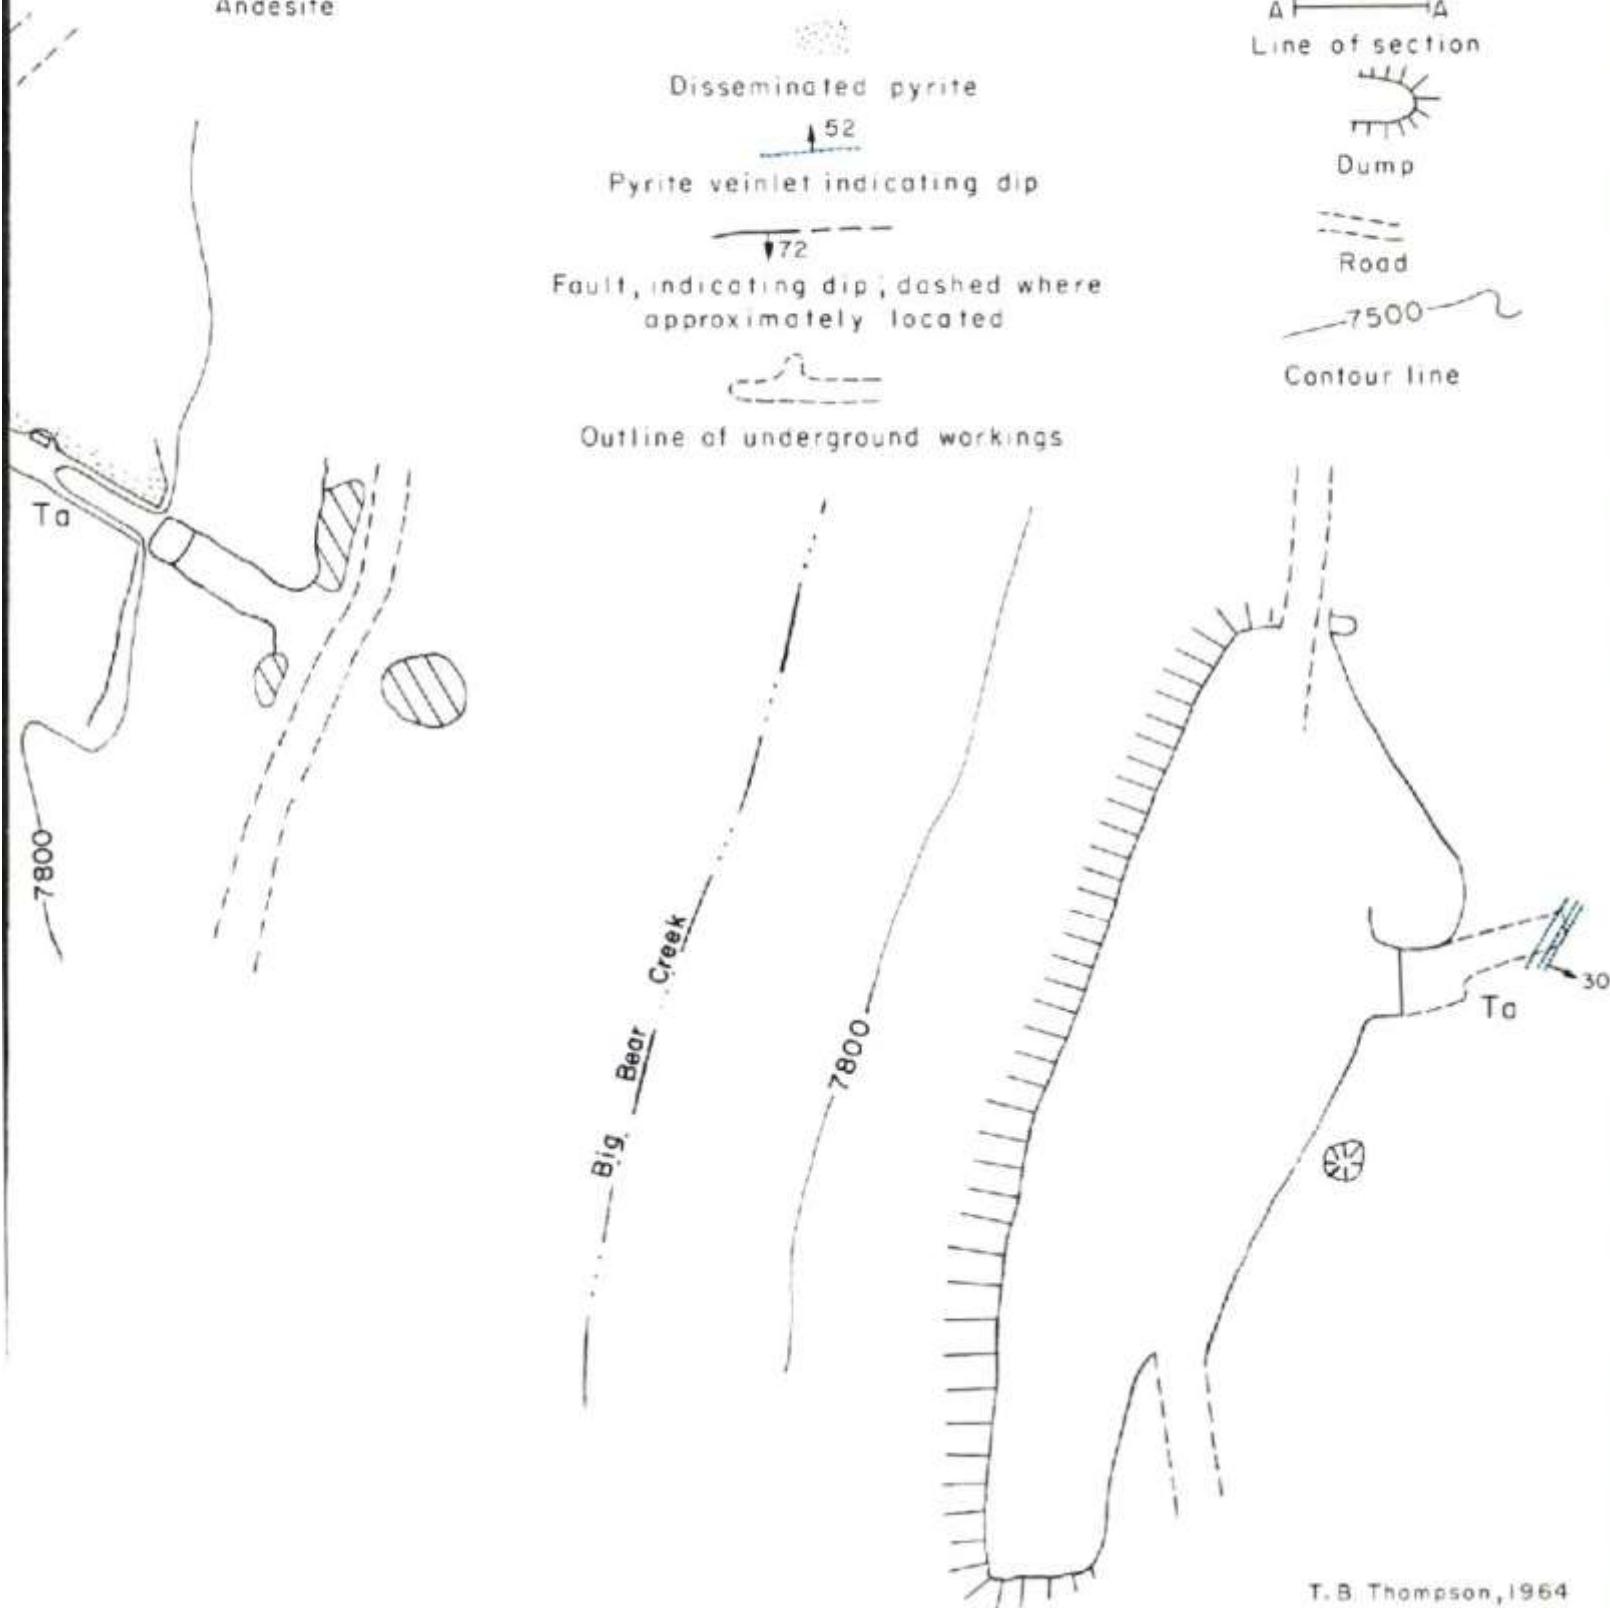 Andesite
Disseminated pyrite
52
Pyrite veinlet indicating dip
72
Fault, indicating dip; dashed where
approximately located
Outline of underground workings
A A
Line of section
Dump
Road
7500
Contour line
Ta
7800
Big Bear Creek
7800
30
Ta
T.B Thompson, 1964